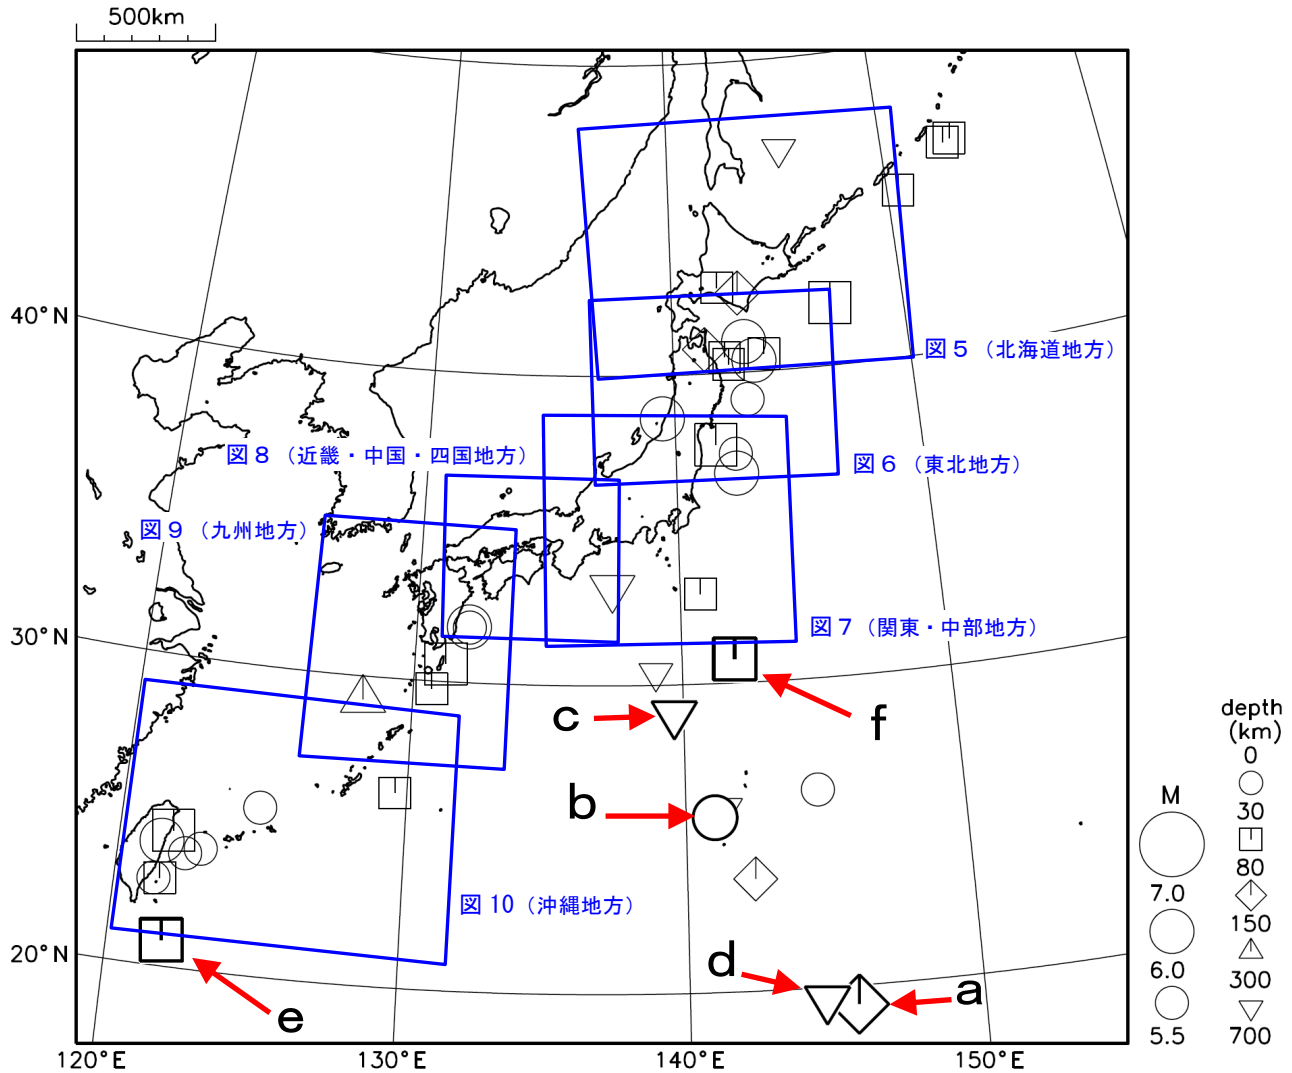 500km
40°N
図５（北海道地方）
図８（近畿・中国・四国地方）
図６（東北地方）
図９（九州地方）
30°N
図７（関東・中部地方）
c
f
depth
(km)
0
b
M
30
80
7.0
図10（沖縄地方）
150
20°N
d
6.0
a
300
e
5.5
700
120°E
130°E
140°E
150°E